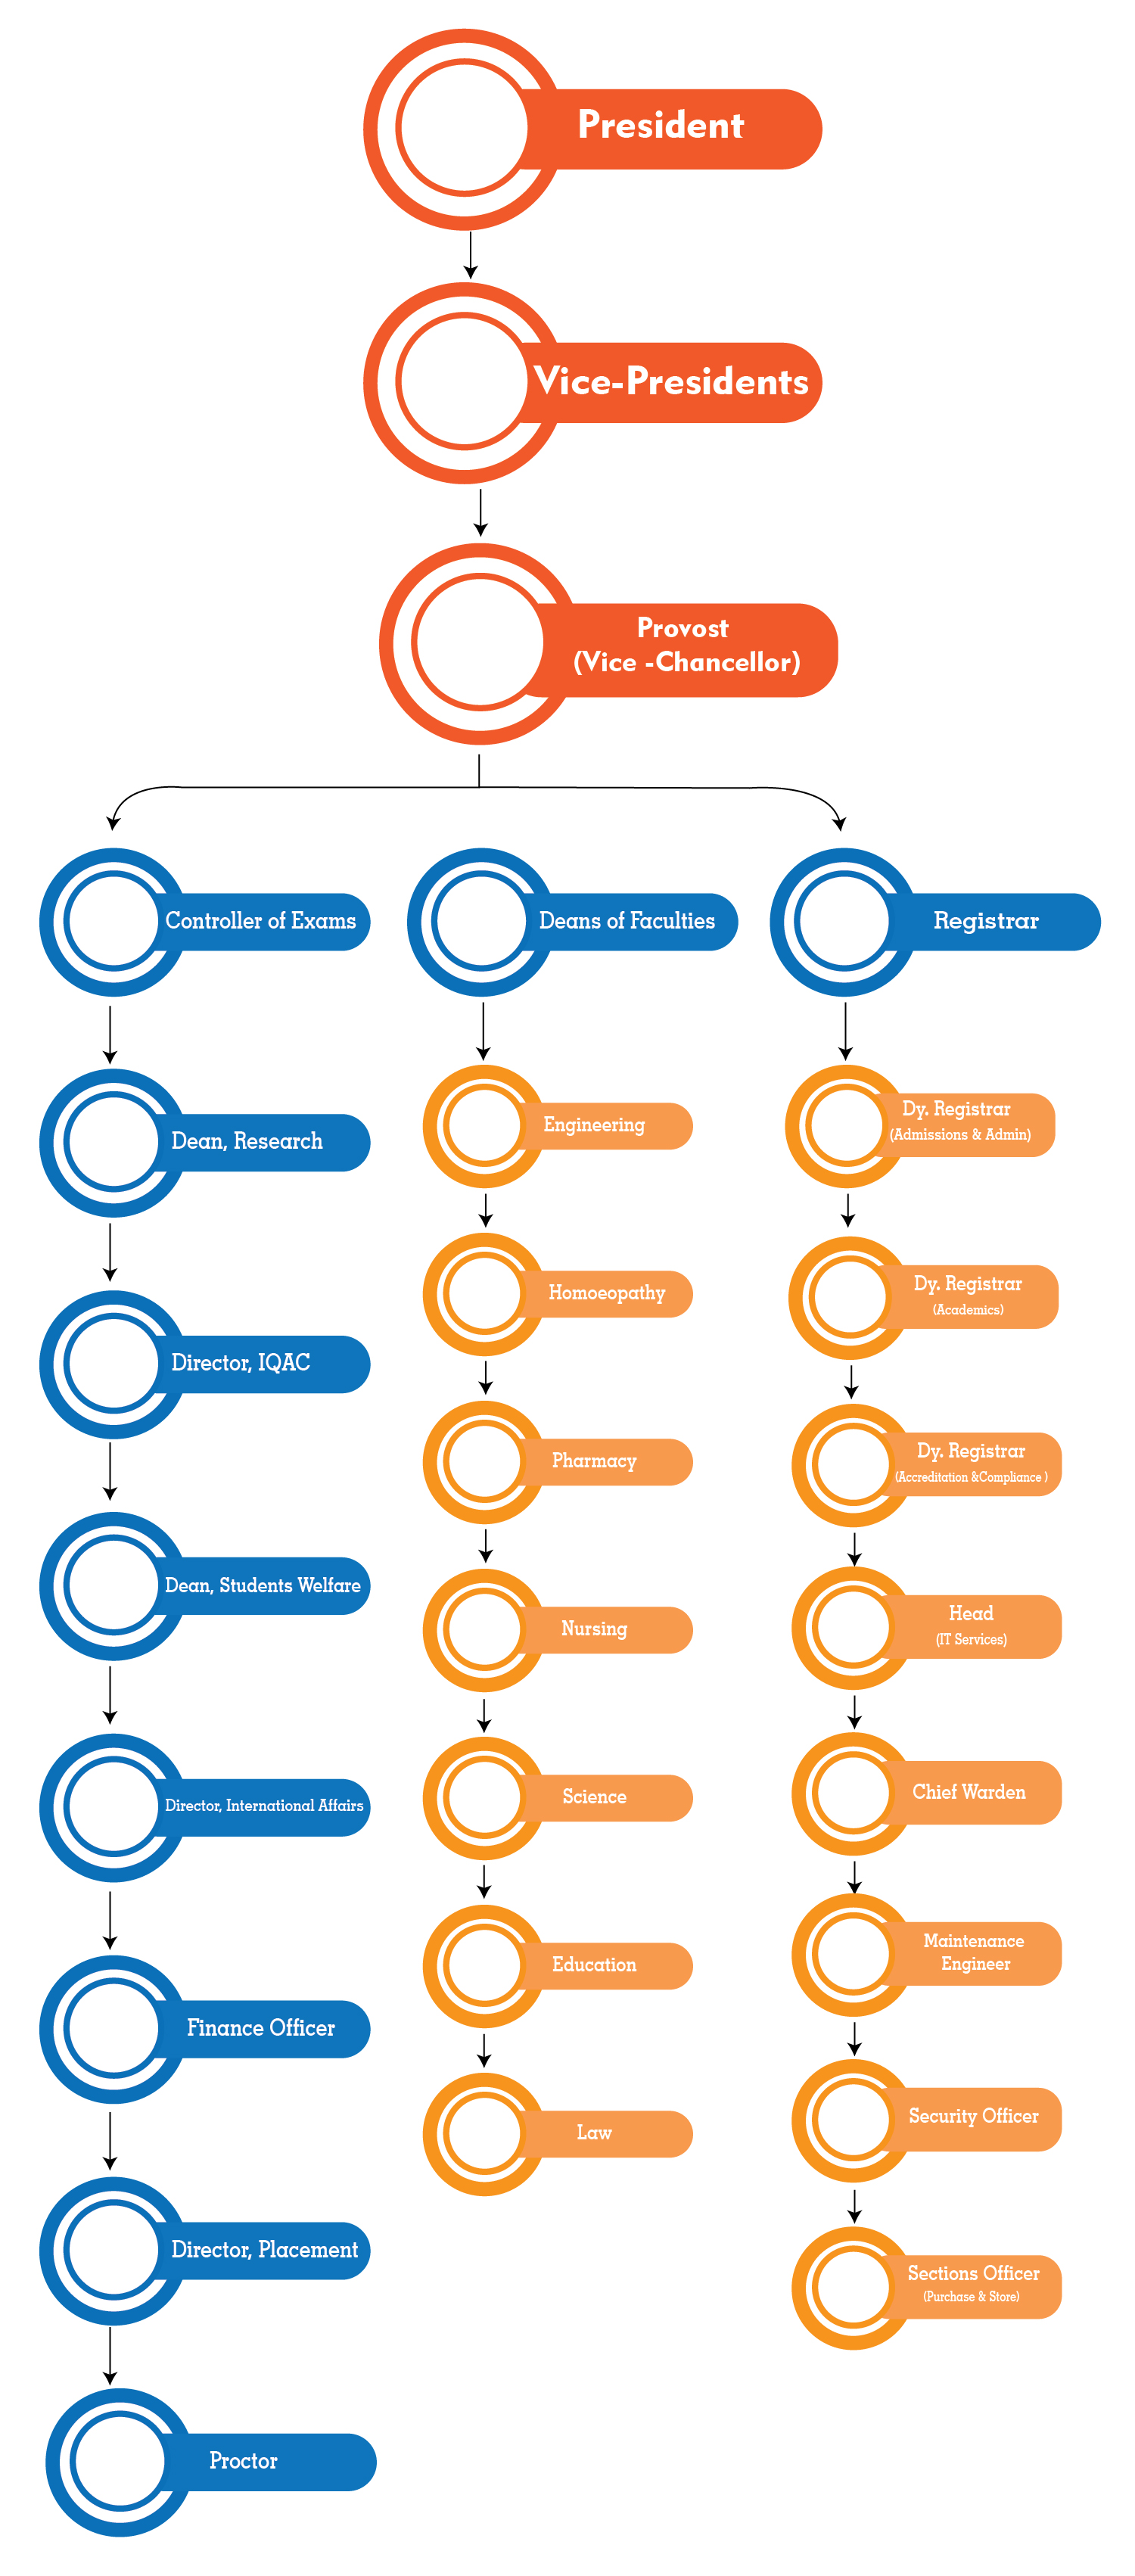 President
Vice-Presidents
Provost
(Vice -Chancellor)
Controller of Exams
Dean, Research
Director, IQAC
Dean, Students Welfare
Director, International Affairs
Finance Officer
Director, Placement
Proctor
Deans of Faculties
Engineering
Homoeopathy
Pharmacy
Nursing
Science
Education
Law
Registrar
Dy. Registrar
(Admissions & Admin)
Dy. Registrar
(Academics)
Dy. Registrar
(Accreditation &Compliance )
Head
(IT Services)
Chief Warden
Maintenance
Engineer
Security Officer
Sections Officer
(Purchase & Store)